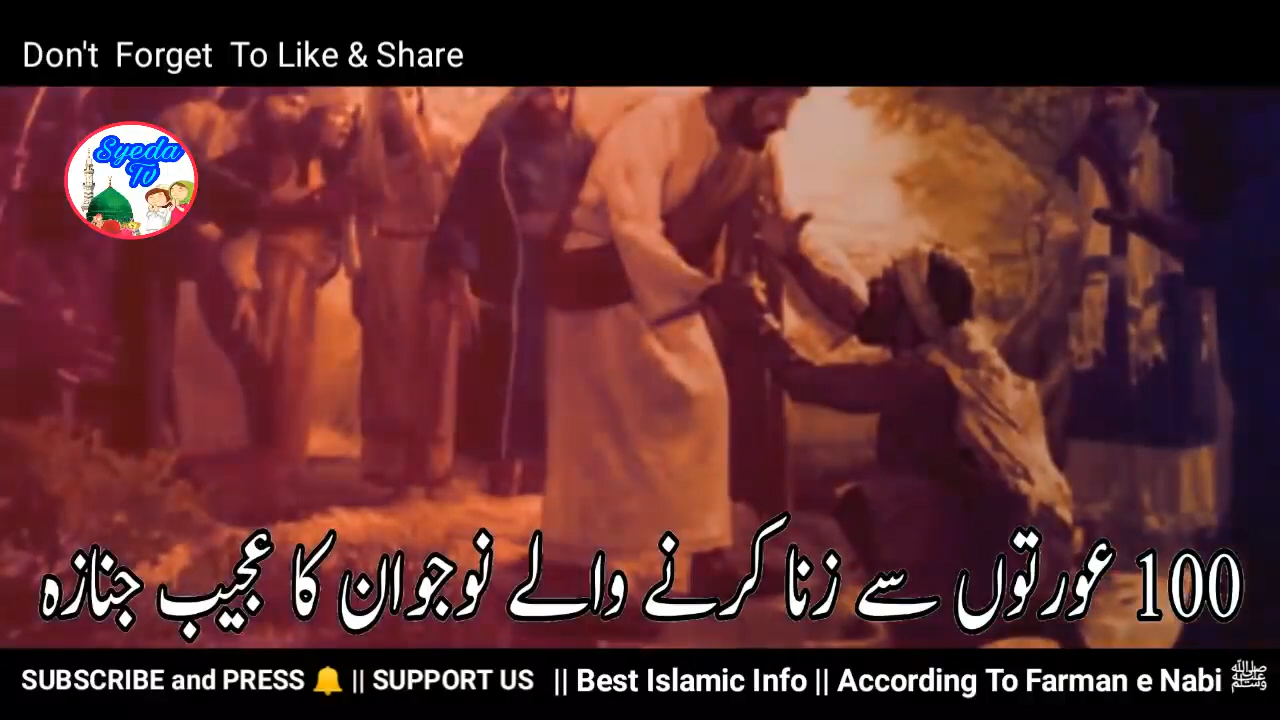 Don't Forget To Like & Share
Syeda
Tv
100 عورتوں سے زنا کرنے والے نوجوان کا عجیب جنازہ
SUBSCRIBE and PRESS 🔔 || SUPPORT US || Best Islamic Info || According To Farman e Nabi ﷺ